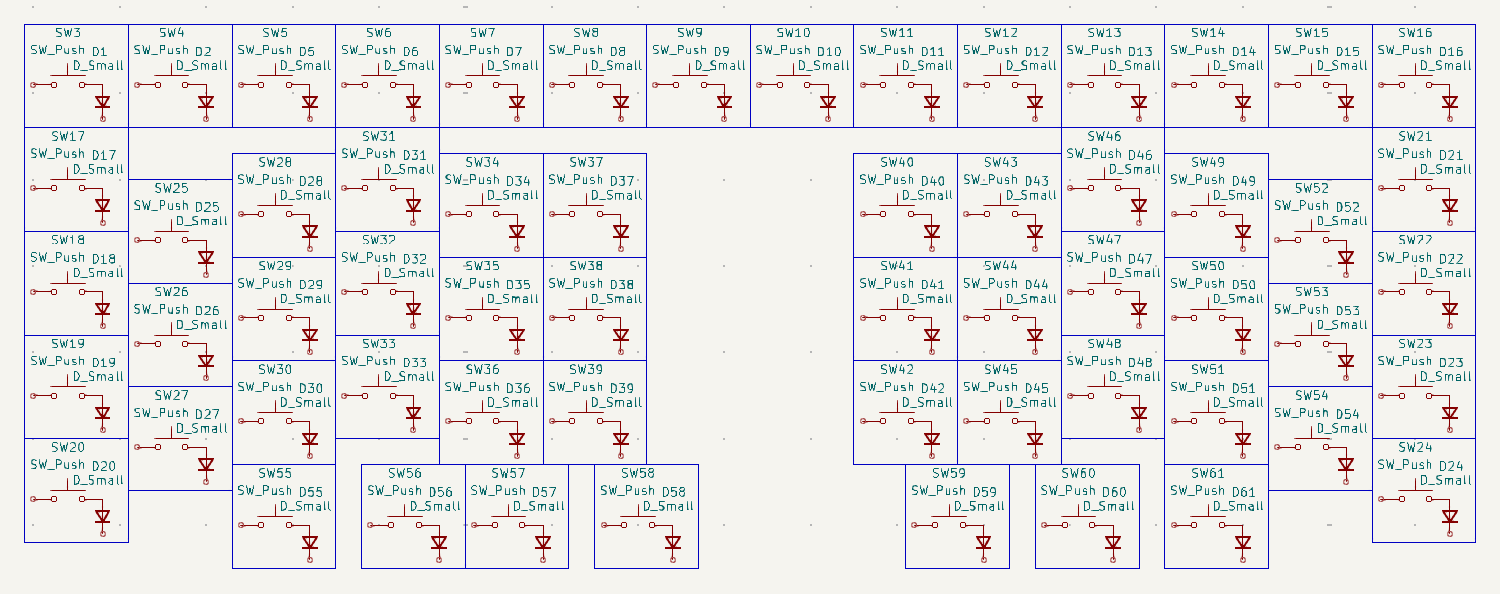 SW3
SW_Push D1
D_Small
SW4
SW_Push D2
D_Small
SW5
SW_Push D5
D_Small
SW6
SW_Push D6
D_Small
SW7
SW_Push D7
D_Small
SW8
SW_Push D8
D_Small
SW9
SW_Push D9
D_Small
SW10
SW_Push D10
D_Small
SW11
SW_Push D11
D_Small
SW12
SW_Push D12
D_Small
SW13
SW_Push D13
D_Small
SW14
SW_Push D14
D_Small
SW15
SW_Push D15
D_Small
SW16
SW_Push D16
D_Small
SW17
SW_Push D17
D_Small
SW31
SW_Push D31
D_Small
SW46
SW_Push D46
D_Small
SW21
SW_Push D21
D_Small
SW28
SW_Push D28
D_Small
SW34
SW_Push D34
D_Small
SW37
SW_Push D37
D_Small
SW40
SW_Push D40
D_Small
SW43
SW_Push D43
D_Small
SW49
SW_Push D49
D_Small
SW25
SW_Push D25
D_Small
SW52
SW_Push D52
D_Small
SW18
SW_Push D18
D_Small
SW32
SW_Push D32
D_Small
SW47
SW_Push D47
D_Small
SW22
SW_Push D22
D_Small
SW29
SW_Push D29
D_Small
SW35
SW_Push D35
D_Small
SW38
SW_Push D38
D_Small
SW41
SW_Push D41
D_Small
SW44
SW_Push D44
D_Small
SW50
SW_Push D50
D_Small
SW26
SW_Push D26
D_Small
SW53
SW_Push D53
D_Small
SW19
SW_Push D19
D_Small
SW33
SW_Push D33
D_Small
SW48
SW_Push D48
D_Small
SW23
SW_Push D23
D_Small
SW30
SW_Push D30
D_Small
SW36
SW_Push D36
D_Small
SW39
SW_Push D39
D_Small
SW42
SW_Push D42
D_Small
SW45
SW_Push D45
D_Small
SW51
SW_Push D51
D_Small
SW27
SW_Push D27
D_Small
SW54
SW_Push D54
D_Small
SW20
SW_Push D20
D_Small
SW24
SW_Push D24
D_Small
SW55
SW_Push D55
D_Small
SW56
SW_Push D56
D_Small
SW57
SW_Push D57
D_Small
SW58
SW_Push D58
D_Small
SW59
SW_Push D59
D_Small
SW60
SW_Push D60
D_Small
SW61
SW_Push D61
D_Small